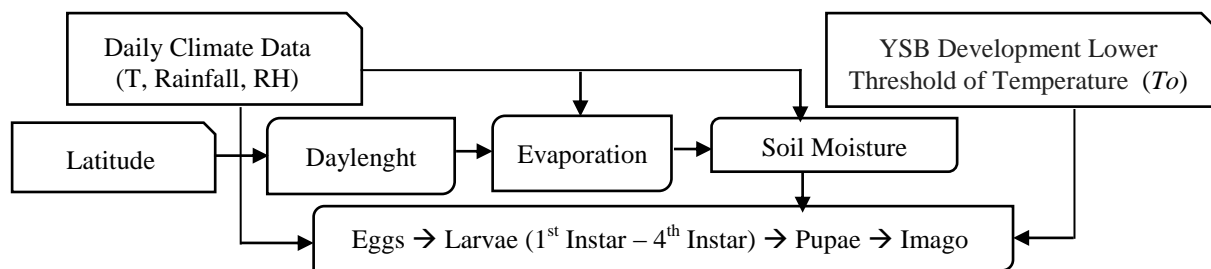 Daily Climate Data
(T, Rainfall, RH)
YSB Development Lower
Threshold of Temperature (To)
Latitude
Daylenght
Evaporation
Soil Moisture
Eggs → Larvae (1st Instar – 4th Instar) → Pupae → Imago